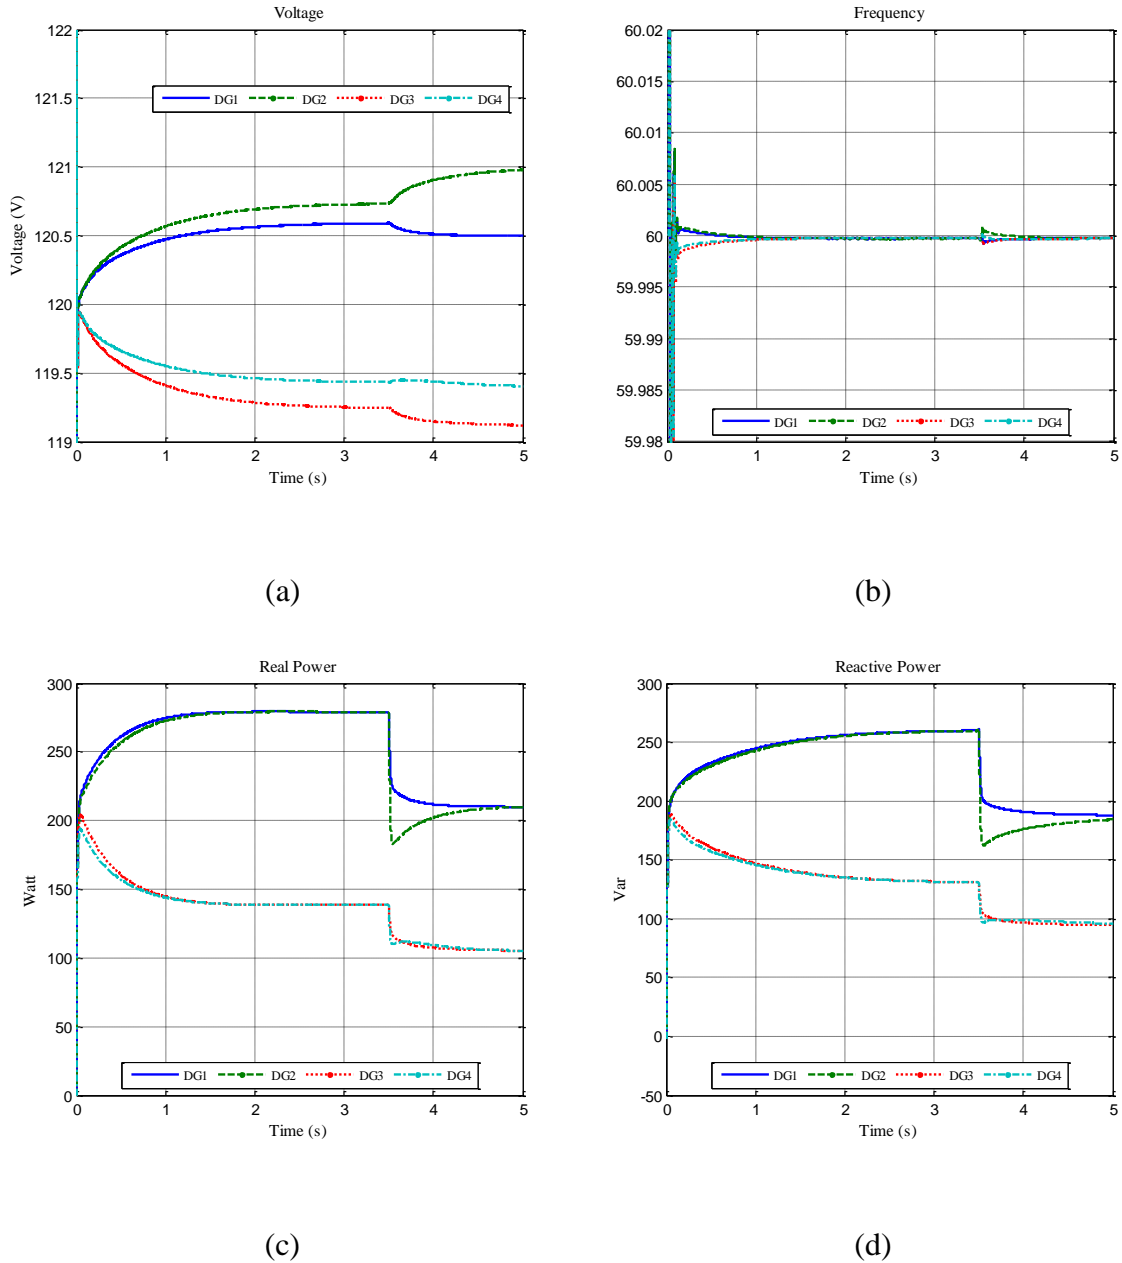 Voltage
122
121.5
121
120.5
120
119.5
119
Voltage (V)
DG1 DG2 DG3 DG4
0 1 2 3 4 5
Time (s)
(a)
Frequency
60.02
60.015
60.01
60.005
60
59.995
59.99
59.985
59.98
DG1 DG2 DG3 DG4
0 1 2 3 4 5
Time (s)
(b)
Real Power
300
250
200
150
100
50
0
Watt
DG1 DG2 DG3 DG4
0 1 2 3 4 5
Time (s)
(c)
Reactive Power
300
250
200
150
100
50
0
-50
Var
DG1 DG2 DG3 DG4
0 1 2 3 4 5
Time (s)
(d)